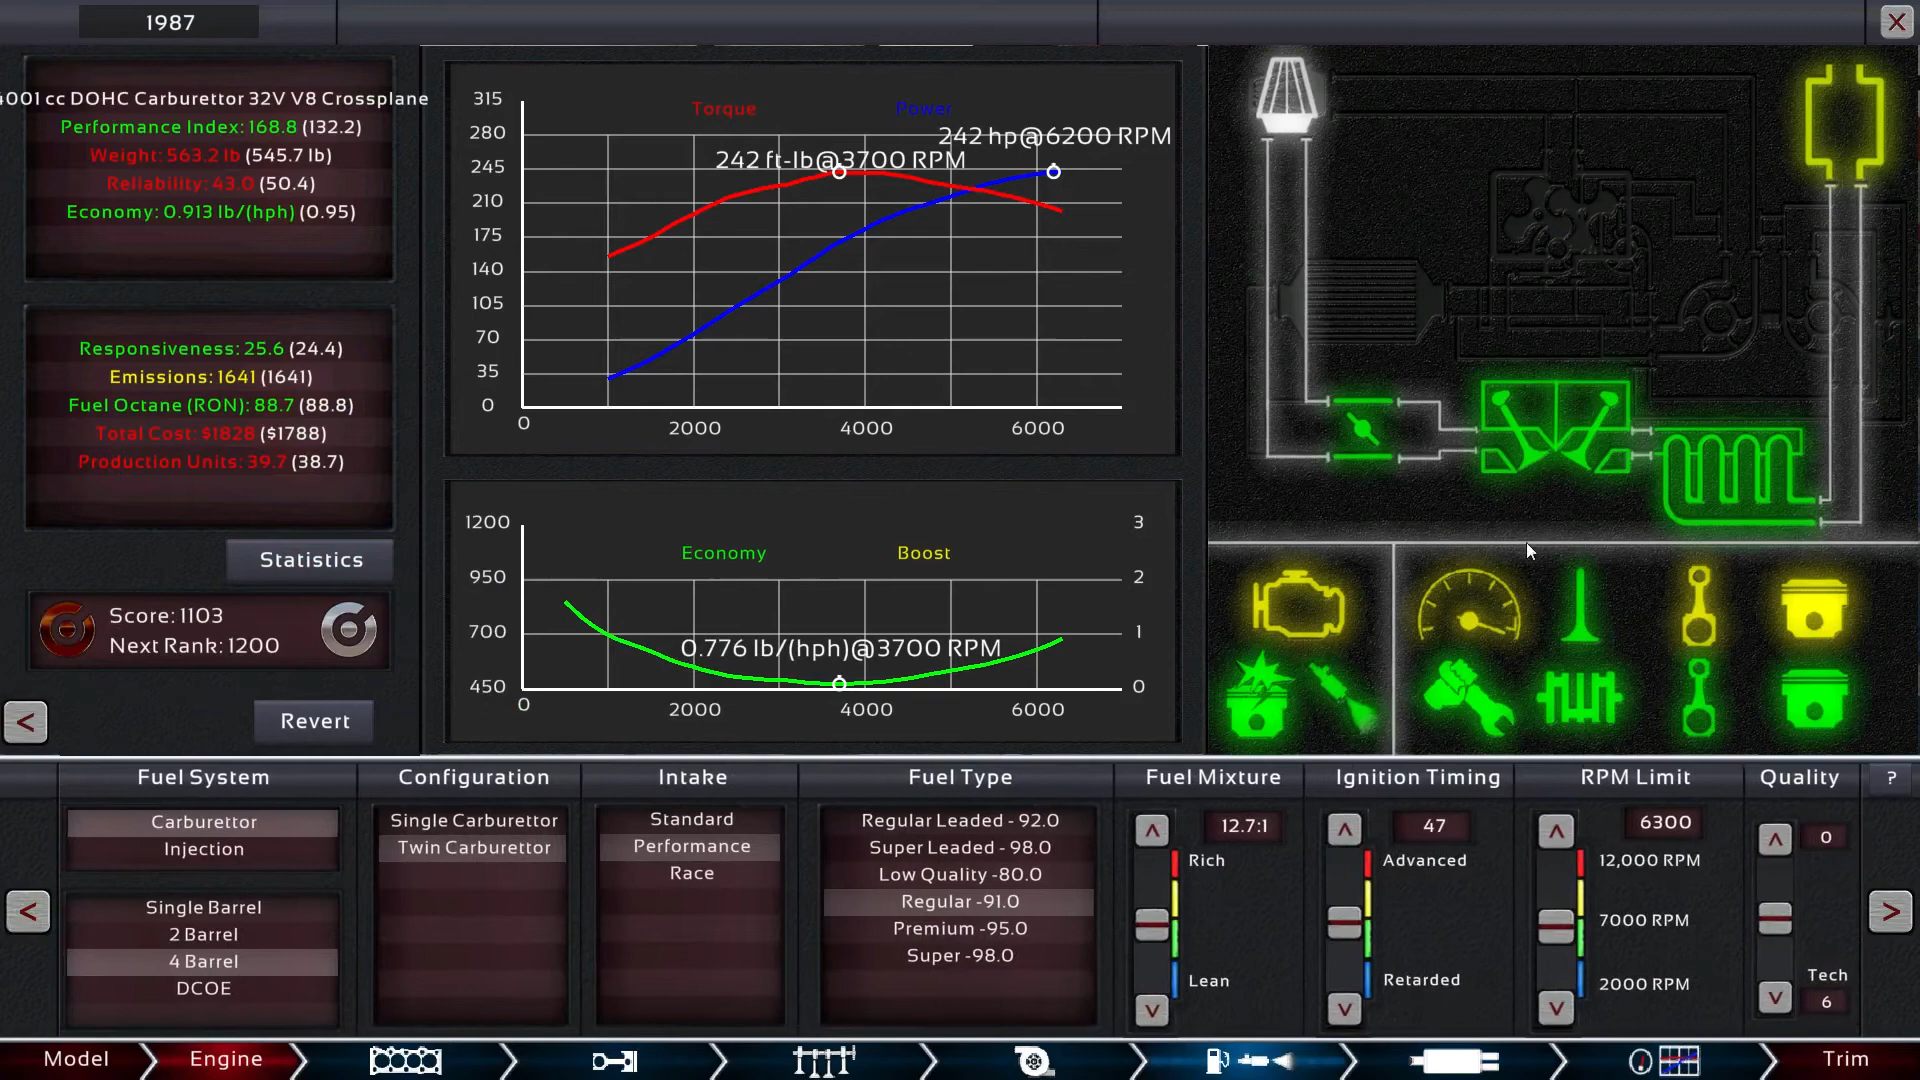 1987
4001 cc DOHC Carburettor 32V V8 Crossplane
Performance Index: 168.8 (132.2)
Weight: 563.2 lb (545.7 lb)
Reliability: 43.0 (50.4)
Economy: 0.913 lb/(hph) (0.95)
Responsiveness: 25.6 (24.4)
Emissions: 1641 (1641)
Fuel Octane (RON): 88.7 (88.8)
Total Cost: $1828 ($1788)
Production Units: 39.7 (38.7)
Statistics
Score: 1103
Next Rank: 1200
<
Revert
315
280
245
210
175
140
105
70
35
0
Torque
Power
242 ft-lb@3700 RPM
242 hp@6200 RPM
0
2000
4000
6000
1200
950
700
450
Economy
Boost
0.776 lb/(hph)@3700 RPM
3
2
1
0
0
2000
4000
6000
Fuel System
Carburettor
Injection
Single Barrel
2 Barrel
4 Barrel
DCOE
<
Configuration
Single Carburettor
Twin Carburettor
Intake
Standard
Performance
Race
Fuel Type
Regular Leaded - 92.0
Super Leaded - 98.0
Low Quality -80.0
Regular -91.0
Premium -95.0
Super -98.0
Fuel Mixture
12.7:1
Rich
Lean
Ignition Timing
47
Advanced
Retarded
RPM Limit
6300
12,000 RPM
7000 RPM
2000 RPM
Quality
0
Tech
6
?
>
Model
Engine
Trim